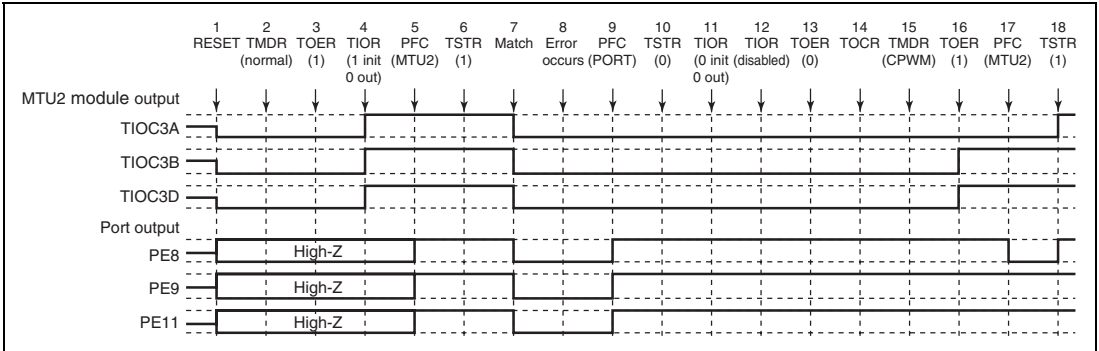 1 2 3 4 5 6 7 8 9 10 11 12 13 14 15 16 17 18
RESET TMDR TOER TIOR PFC TSTR Match Error PFC TSTR TIOR TIOR TOER TOCR TMDR TOER PFC TSTR
(normal) (1) (1 init (MTU2) (1) occurs (PORT) (0) (0 init (disabled) (0) (CPWM) (1) (MTU2) (1)
0 out) 0 out)
MTU2 module output
TIOC3A
TIOC3B
TIOC3D
Port output
PE8 High-Z
PE9 High-Z
PE11 High-Z